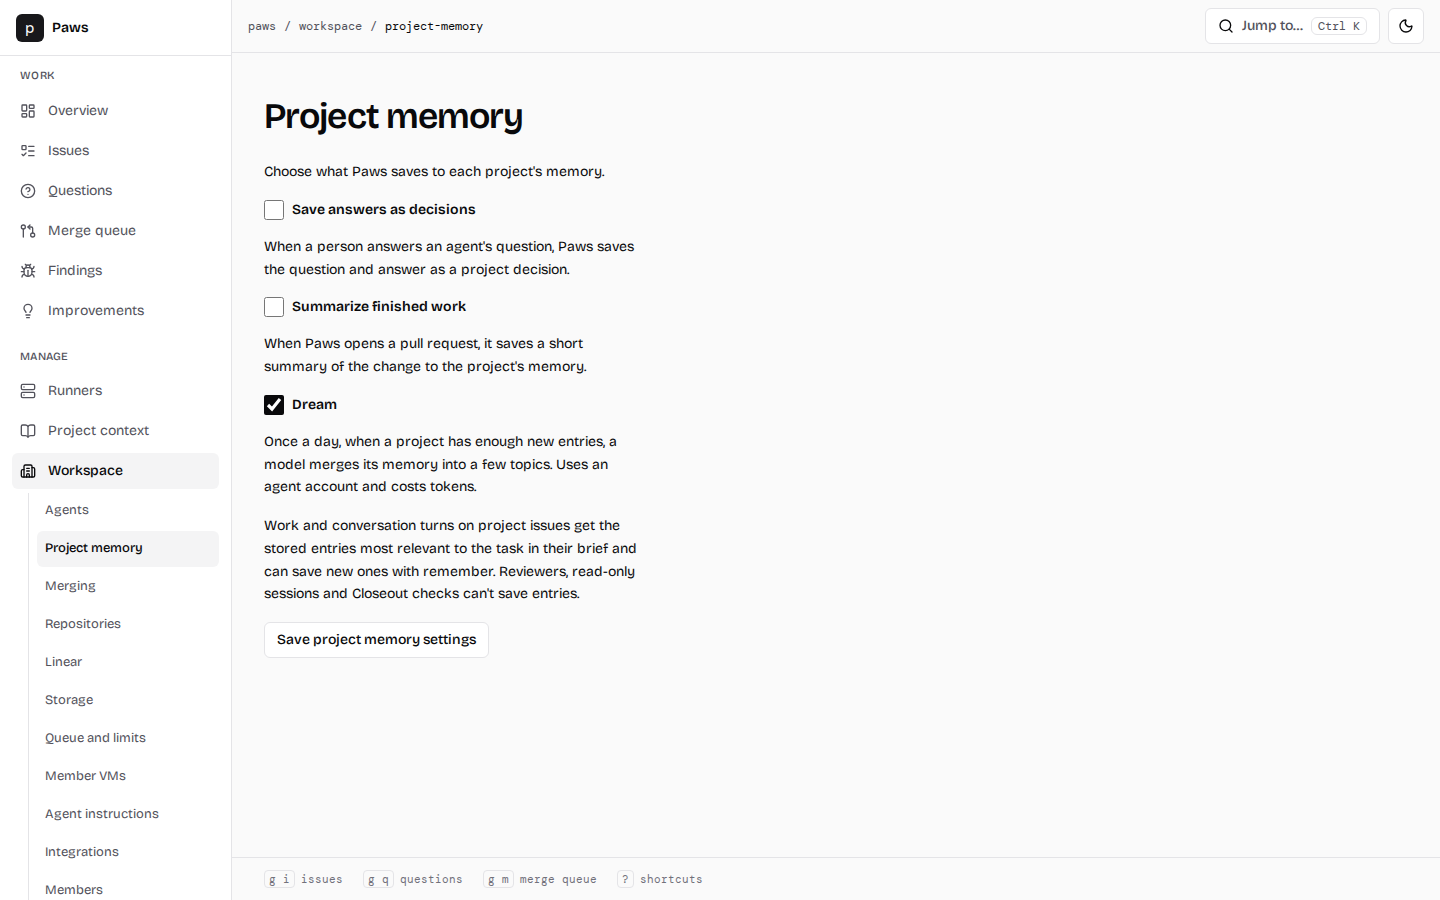 p Paws
paws / workspace / project-memory
Jump to... Ctrl K
WORK
Overview
Issues
Questions
Merge queue
Findings
Improvements
MANAGE
Runners
Project context
Workspace
Agents
Project memory
Merging
Repositories
Linear
Storage
Queue and limits
Member VMs
Agent instructions
Integrations
Members
Project memory
Choose what Paws saves to each project's memory.
Save answers as decisions
When a person answers an agent's question, Paws saves
the question and answer as a project decision.
Summarize finished work
When Paws opens a pull request, it saves a short
summary of the change to the project's memory.
Dream
Once a day, when a project has enough new entries, a
model merges its memory into a few topics. Uses an
agent account and costs tokens.
Work and conversation turns on project issues get the
stored entries most relevant to the task in their brief and
can save new ones with remember. Reviewers, read-only
sessions and Closeout checks can't save entries.
Save project memory settings
g i issues g q questions g m merge queue ? shortcuts